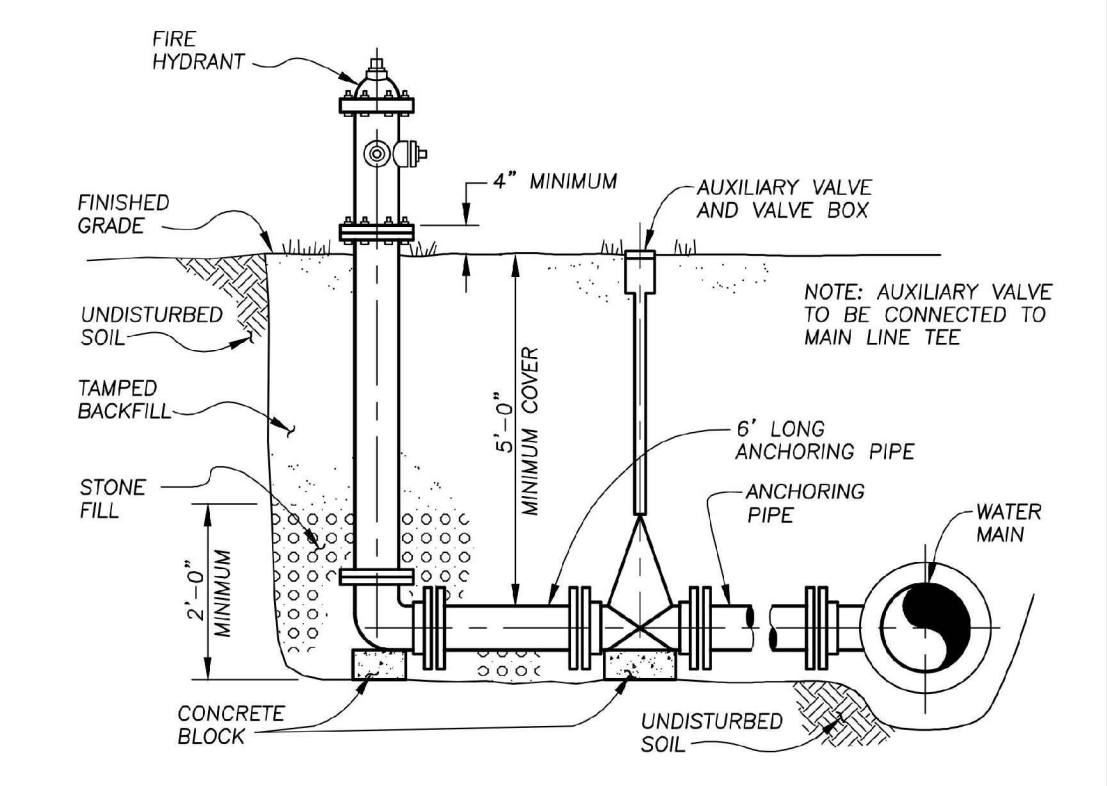 FIRE
HYDRANT
4" MINIMUM
AUXILIARY VALVE
AND VALVE BOX
FINISHED
GRADE
NOTE: AUXILIARY VALVE
TO BE CONNECTED TO
MAIN LINE TEE
UNDISTURBED
SOIL
TAMPED
BACKFILL
5'-0"
MINIMUM COVER
6' LONG
ANCHORING PIPE
STONE
FILL
ANCHORING
PIPE
WATER
MAIN
2'-0"
MINIMUM
CONCRETE
BLOCK
UNDISTURBED
SOIL